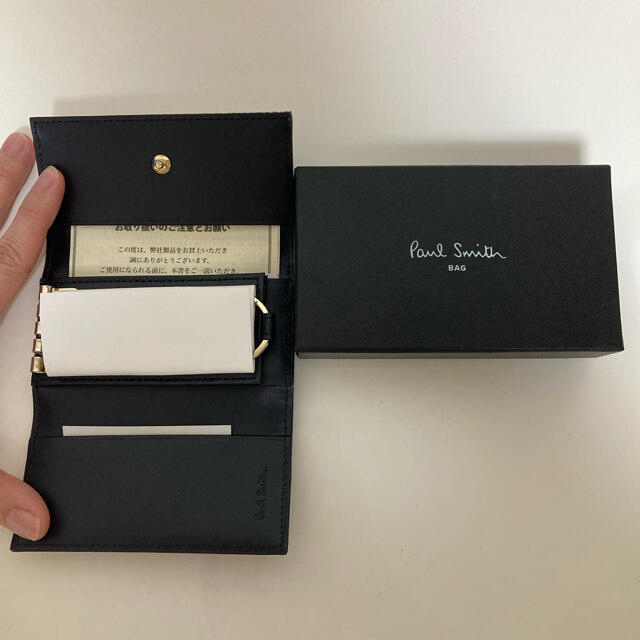 お取り扱いのご注意とお願い
この度は、弊社製品をお買上いただき
誠にありがとうございます。
ご使用になられる前に、本書をご一読いただき
Paul Smith
BAG
Paul Smith